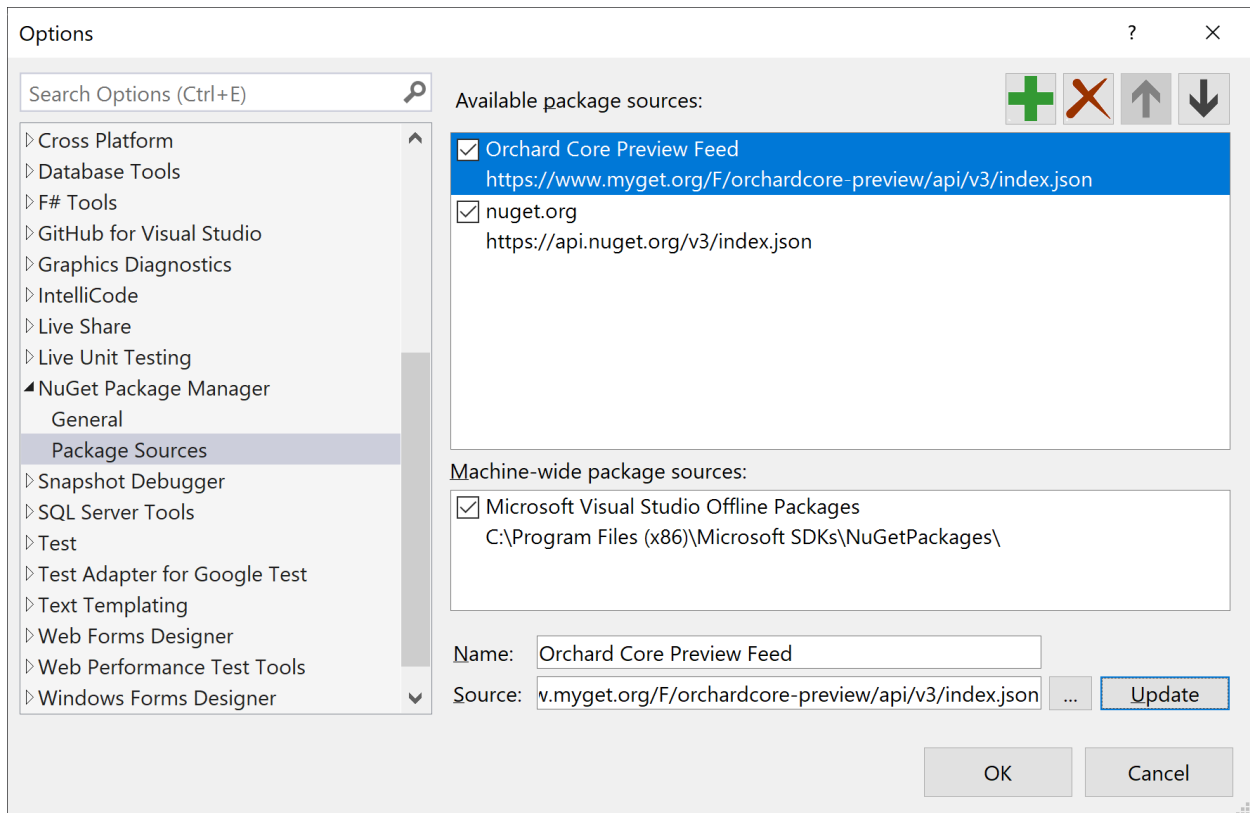 Options
?
Search Options (Ctrl+E)
Cross Platform
Database Tools
F# Tools
GitHub for Visual Studio
Graphics Diagnostics
IntelliCode
Live Share
Live Unit Testing
NuGet Package Manager
General
Package Sources
Snapshot Debugger
SQL Server Tools
Test
Test Adapter for Google Test
Text Templating
Web Forms Designer
Web Performance Test Tools
Windows Forms Designer
Available package sources:
Orchard Core Preview Feed
https://www.myget.org/F/orchardcore-preview/api/v3/index.json
nuget.org
https://api.nuget.org/v3/index.json
Machine-wide package sources:
Microsoft Visual Studio Offline Packages
C:\Program Files (x86)\Microsoft SDKs\NuGetPackages\
Name: Orchard Core Preview Feed
Source: .myget.org/F/orchardcore-preview/api/v3/index.json ... Update
OK Cancel